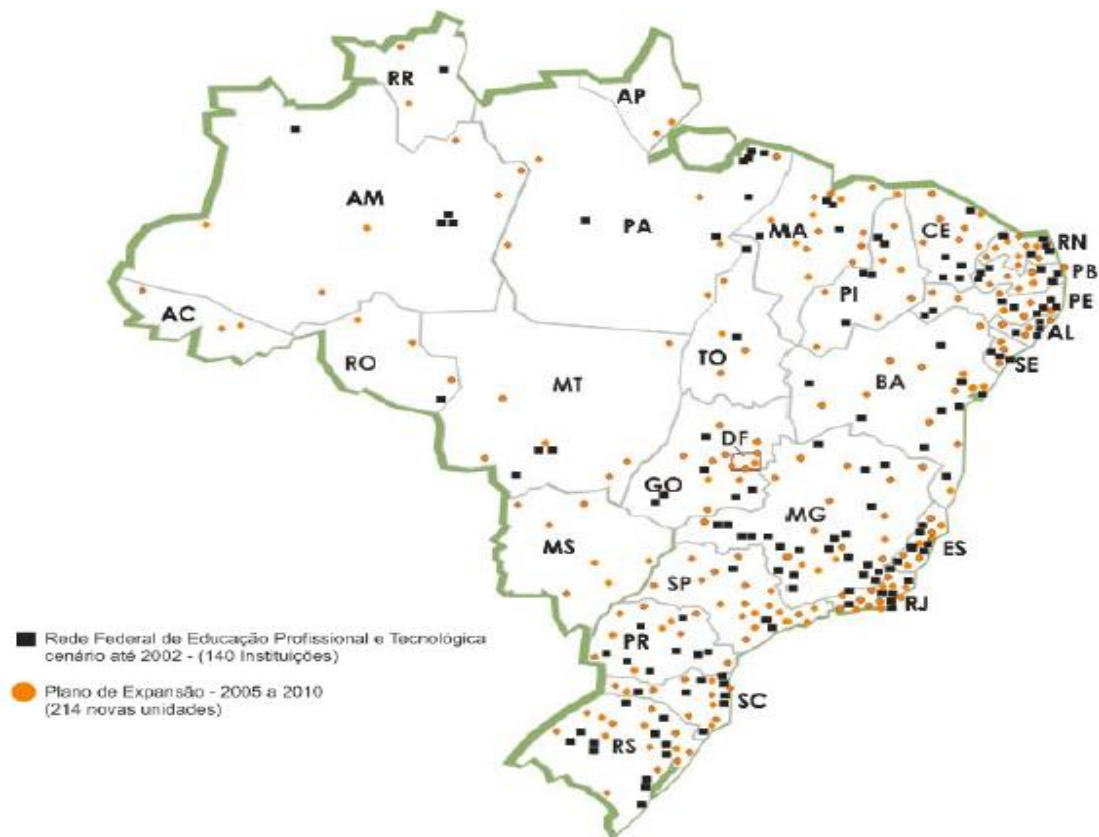 RR
AP
AM
PA
MA
CE
RN
PB
PE
AL
SE
PI
AC
RO
TO
BA
MT
DF
GO
MG
ES
MS
SP
RJ
PR
SC
RS
Rede Federal de Educação Profissional e Tecnológica
cenário até 2002 - (140 Instituições)
Plano de Expansão - 2005 a 2010
(214 novas unidades)